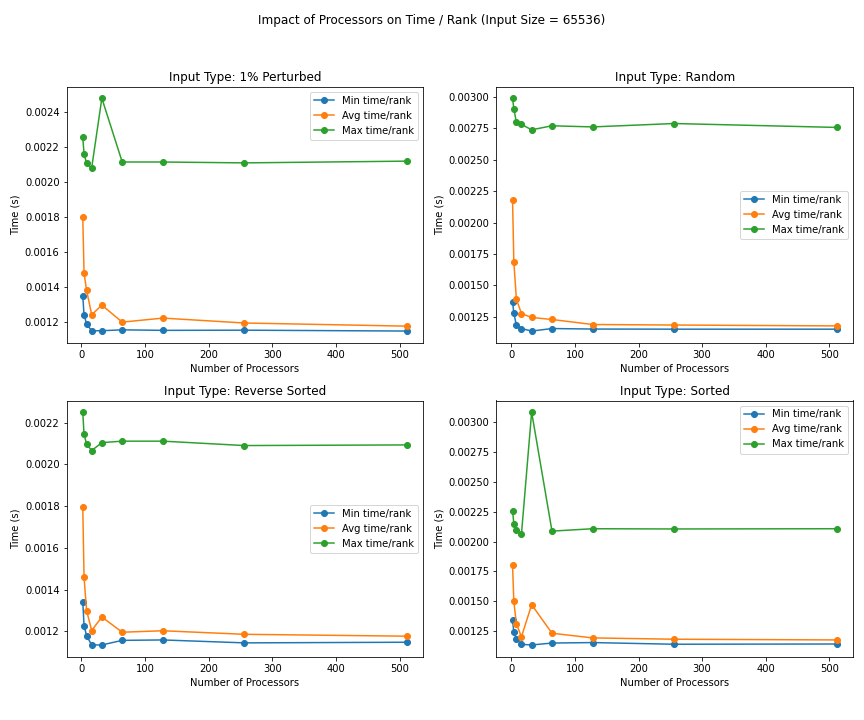 Impact of Processors on Time / Rank (Input Size = 65536)
Input Type: 1% Perturbed
Time (s)
0.0024
0.0022
0.0020
0.0018
0.0016
0.0014
0.0012
Min time/rank
Avg time/rank
Max time/rank
0 100 200 300 400 500
Number of Processors
Input Type: Random
Time (s)
0.00300
0.00275
0.00250
0.00225
0.00200
0.00175
0.00150
0.00125
Min time/rank
Avg time/rank
Max time/rank
0 100 200 300 400 500
Number of Processors
Input Type: Reverse Sorted
Time (s)
0.0022
0.0020
0.0018
0.0016
0.0014
0.0012
Min time/rank
Avg time/rank
Max time/rank
0 100 200 300 400 500
Number of Processors
Input Type: Sorted
Time (s)
0.00300
0.00275
0.00250
0.00225
0.00200
0.00175
0.00150
0.00125
Min time/rank
Avg time/rank
Max time/rank
0 100 200 300 400 500
Number of Processors